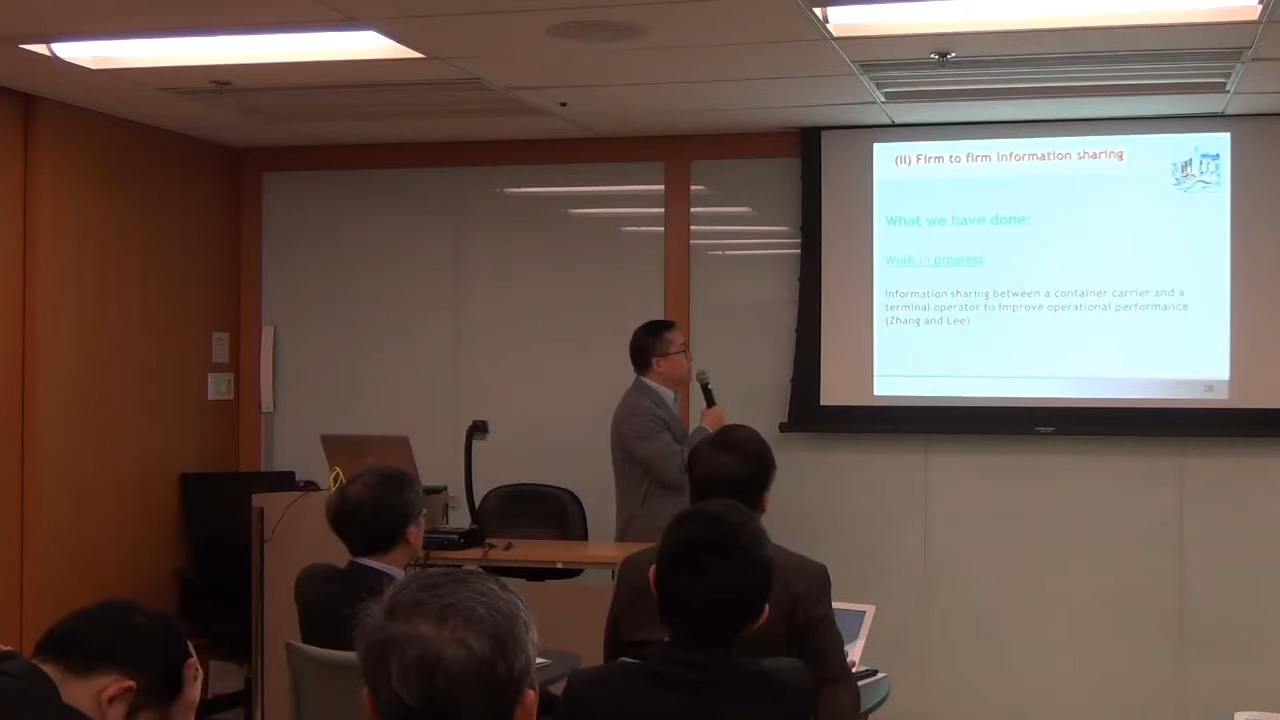 (ii) Firm to firm information sharing
What we have done:
Work in progress
Information sharing between a container carrier and a
terminal operator to improve operational performance
(Zhang and Lee)